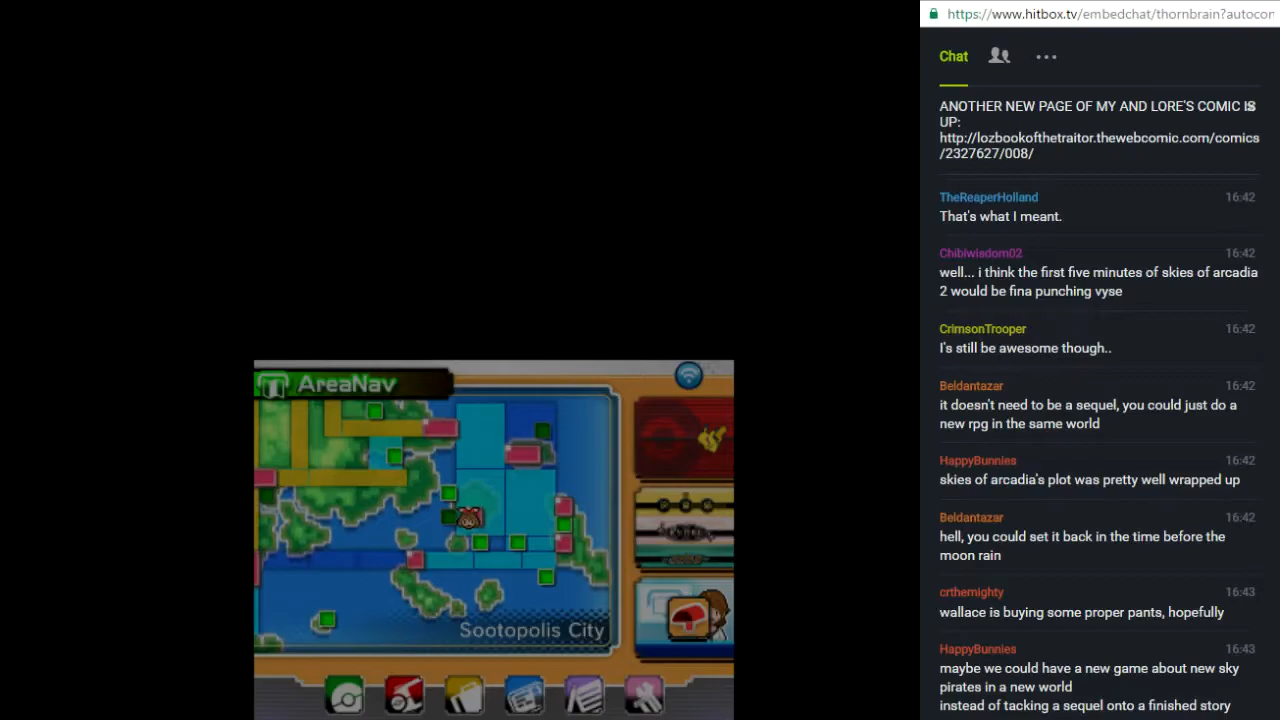 https://www.hitbox.tv/embedchat/thornbrain?autocon
Chat
ANOTHER NEW PAGE OF MY AND LORE'S COMIC IS
UP:
http://lozbookofthetraitor.thewebcomic.com/comics
/2327627/008/
TheReaperHolland 16:42
That's what I meant.
Chibiwisdom02 16:42
well... i think the first five minutes of skies of arcadia
2 would be fina punching vyse
CrimsonTrooper 16:42
I's still be awesome though..
Beldantazar 16:42
it doesn't need to be a sequel, you could just do a
new rpg in the same world
HappyBunnies 16:42
skies of arcadia's plot was pretty well wrapped up
Beldantazar 16:42
hell, you could set it back in the time before the
moon rain
crthemighty 16:43
wallace is buying some proper pants, hopefully
HappyBunnies 16:43
maybe we could have a new game about new sky
pirates in a new world
instead of tacking a sequel onto a finished story
AreaNav
Sootopolis City